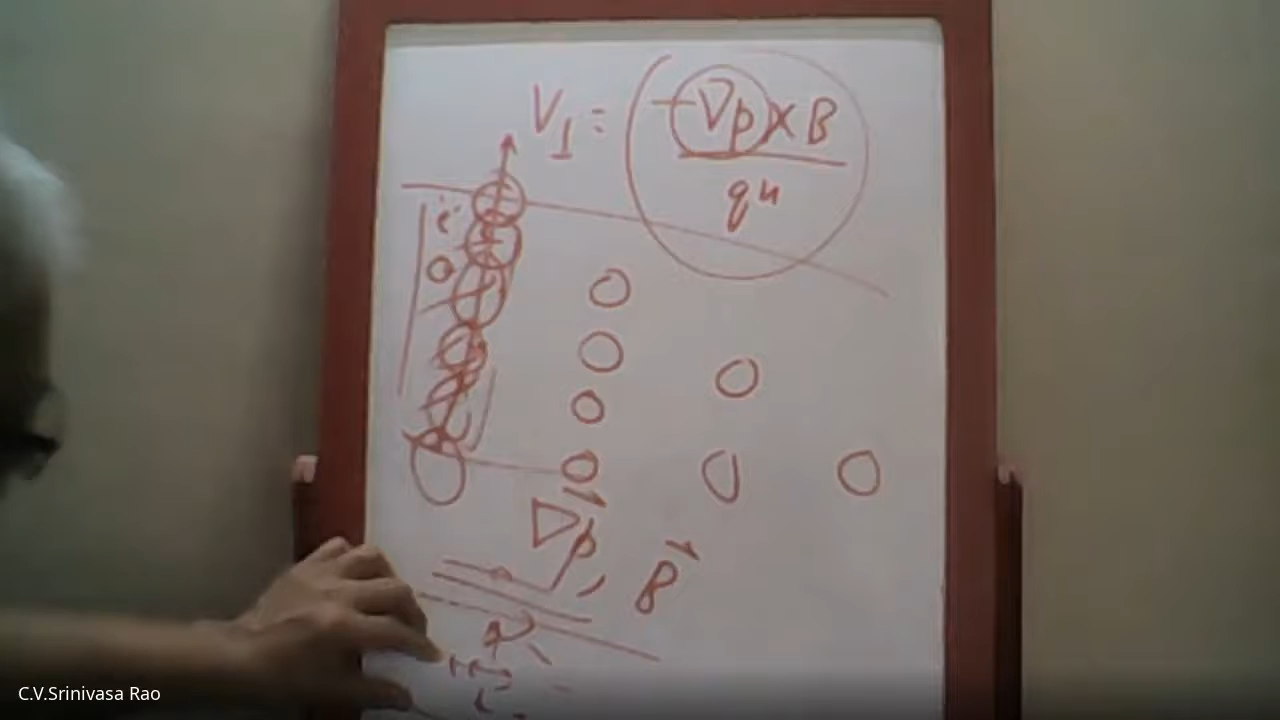 V⊥ = -∇p × B
qn
i
∇p, B
C.V.Srinivasa Rao